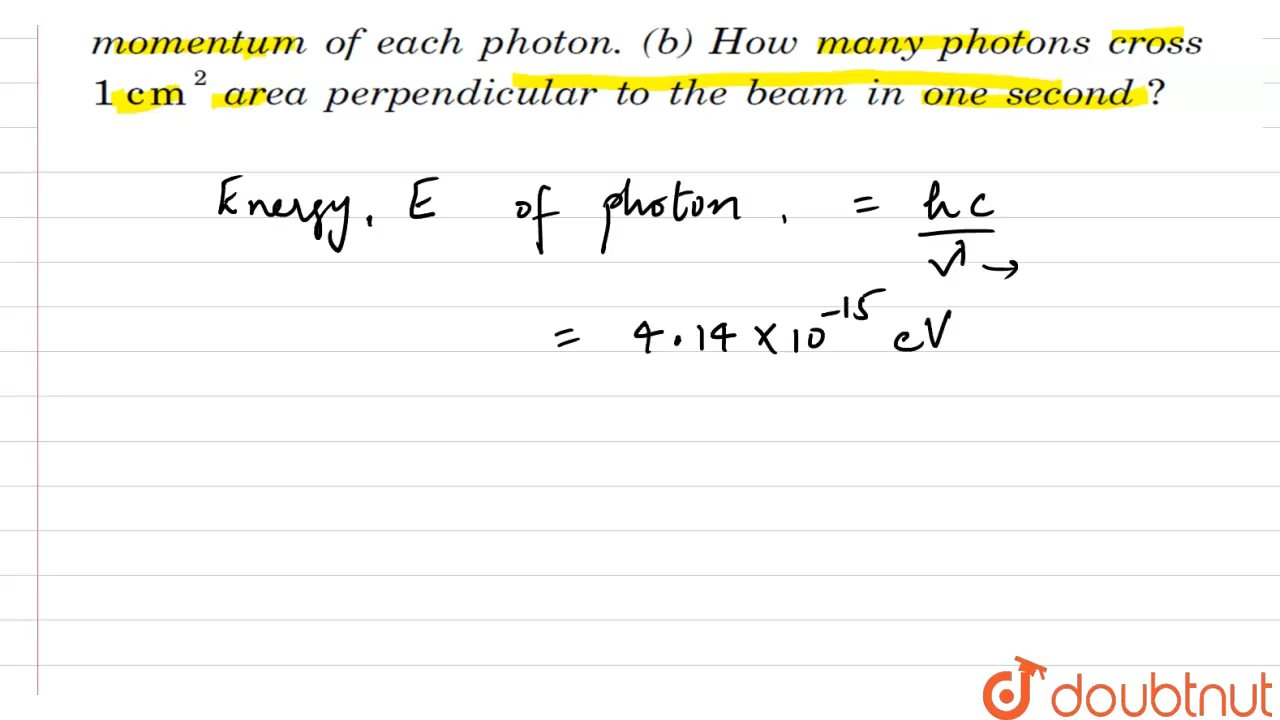 momentum of each photon. (b) How many photons cross
1 cm² area perpendicular to the beam in one second ?
Energy, E of photon, = hc
√λ →
= 4.14 × 10⁻¹⁵ eV
doubtnut